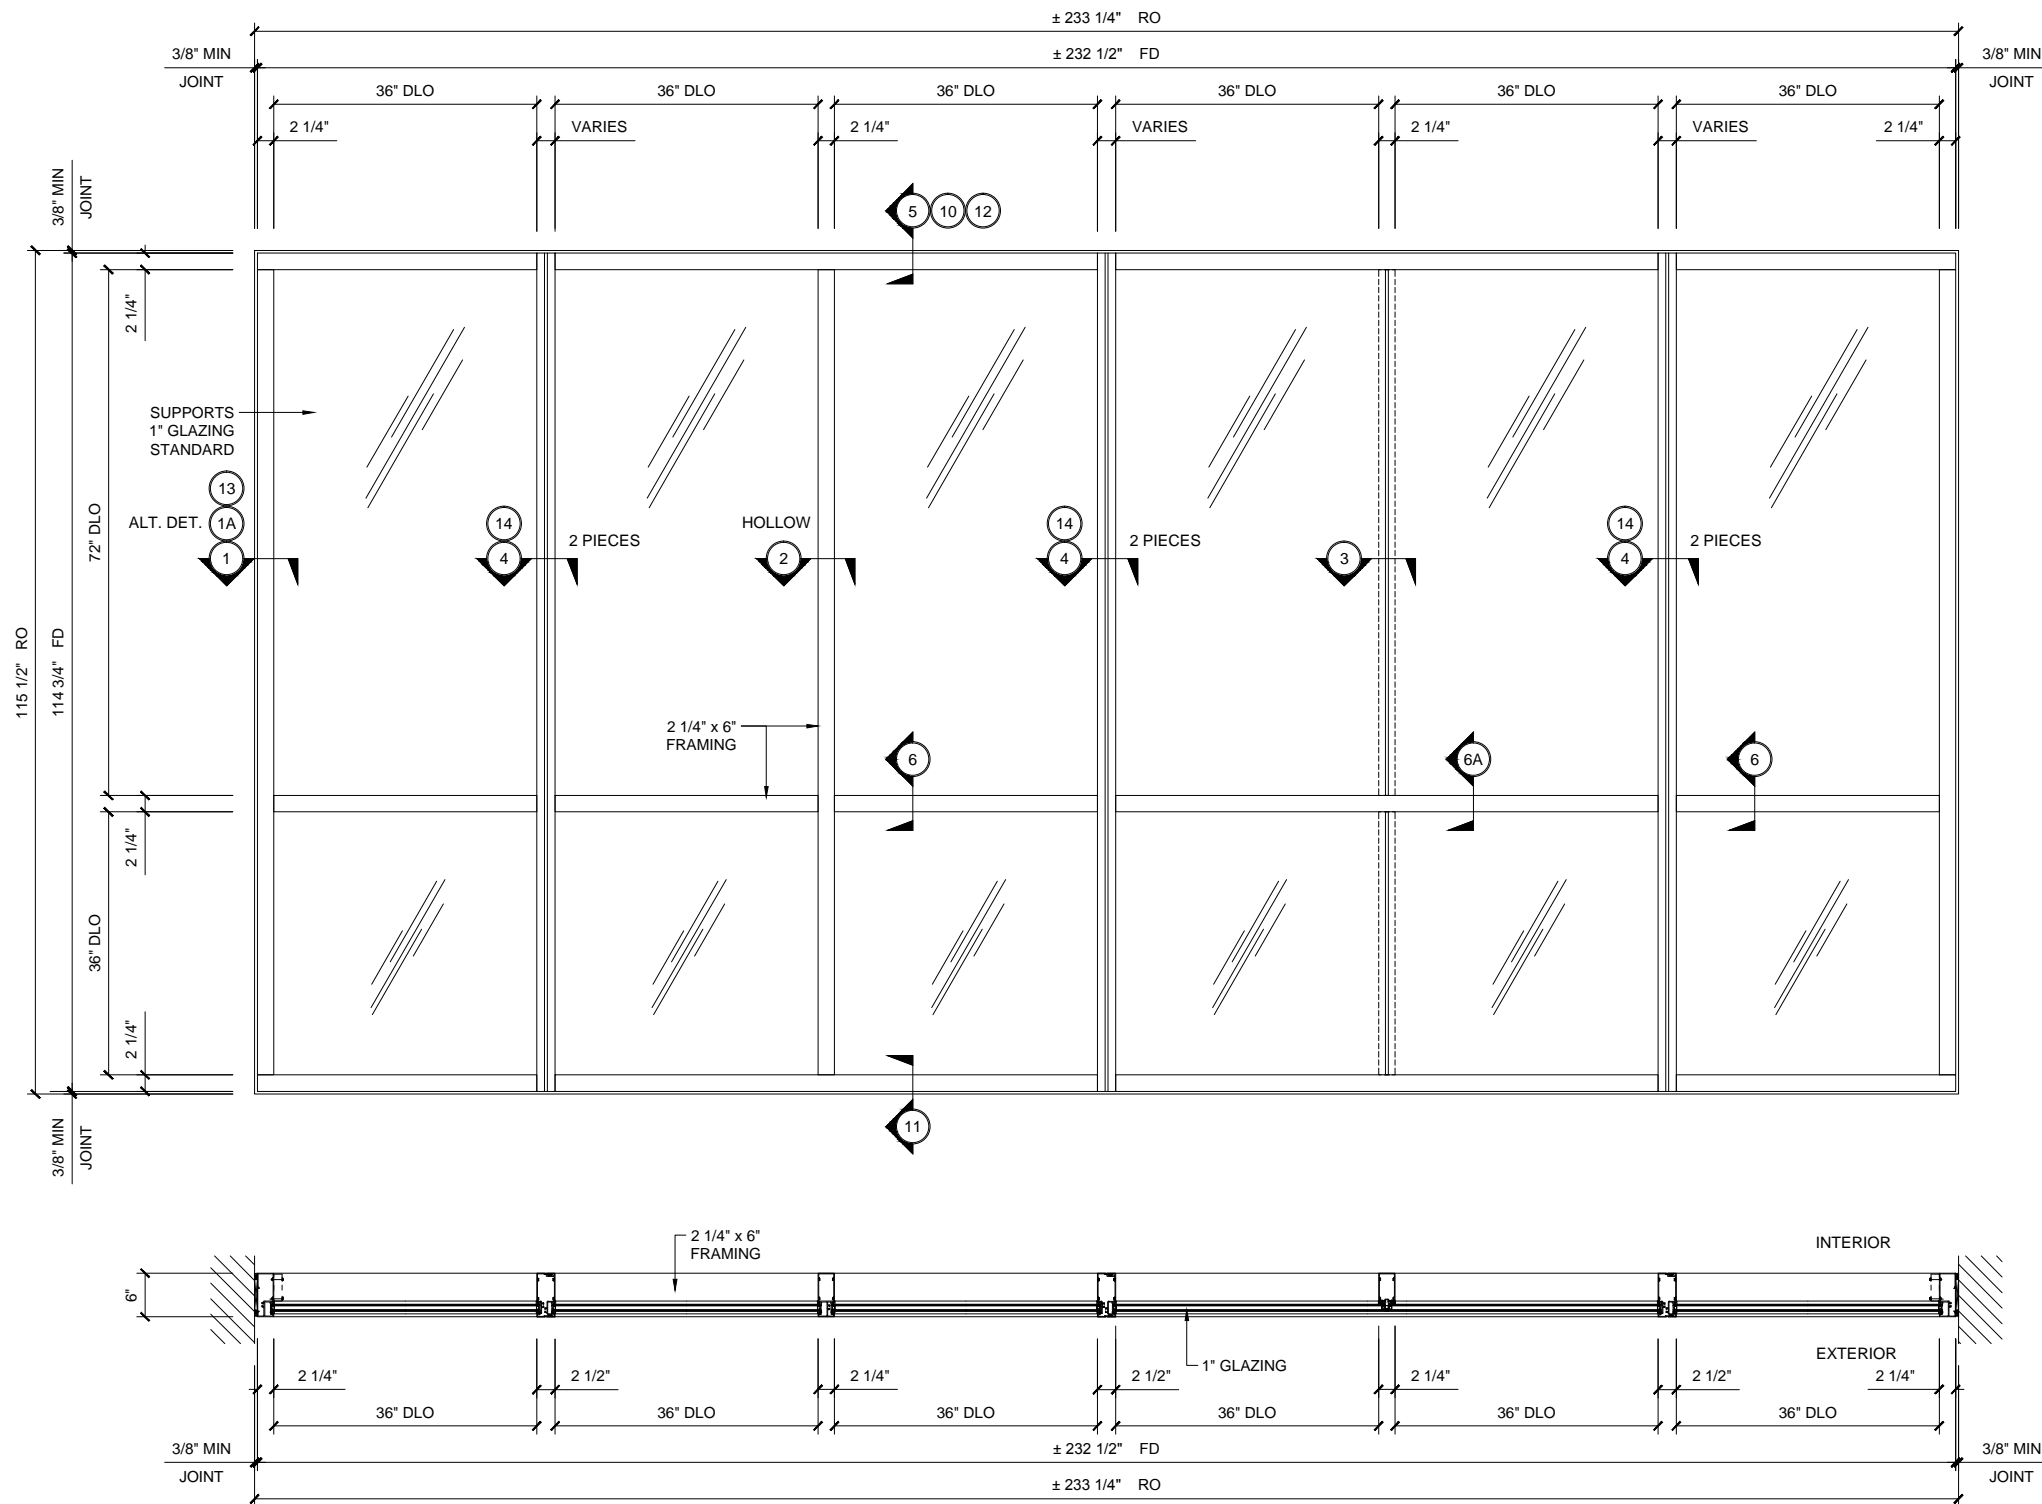 ± 233 1/4" RO
3/8" MIN
JOINT
± 232 1/2" FD
3/8" MIN
JOINT
36" DLO
36" DLO
36" DLO
36" DLO
36" DLO
36" DLO
2 1/4"
VARIES
2 1/4"
VARIES
2 1/4"
VARIES
2 1/4"
3/8" MIN
JOINT
5
10
12
2 1/4"
SUPPORTS
1" GLAZING
STANDARD
13
ALT. DET.
1A
1
14
4
2 PIECES
HOLLOW
2
14
4
2 PIECES
3
14
4
2 PIECES
72" DLO
115 1/2" RO
114 3/4" FD
2 1/4" x 6"
FRAMING
6
6A
6
2 1/4"
36" DLO
2 1/4"
3/8" MIN
JOINT
11
2 1/4" x 6"
FRAMING
INTERIOR
6"
1" GLAZING
EXTERIOR
2 1/4"
2 1/2"
2 1/4"
2 1/2"
2 1/4"
2 1/2"
2 1/4"
36" DLO
36" DLO
36" DLO
36" DLO
36" DLO
36" DLO
3/8" MIN
JOINT
± 232 1/2" FD
3/8" MIN
JOINT
± 233 1/4" RO